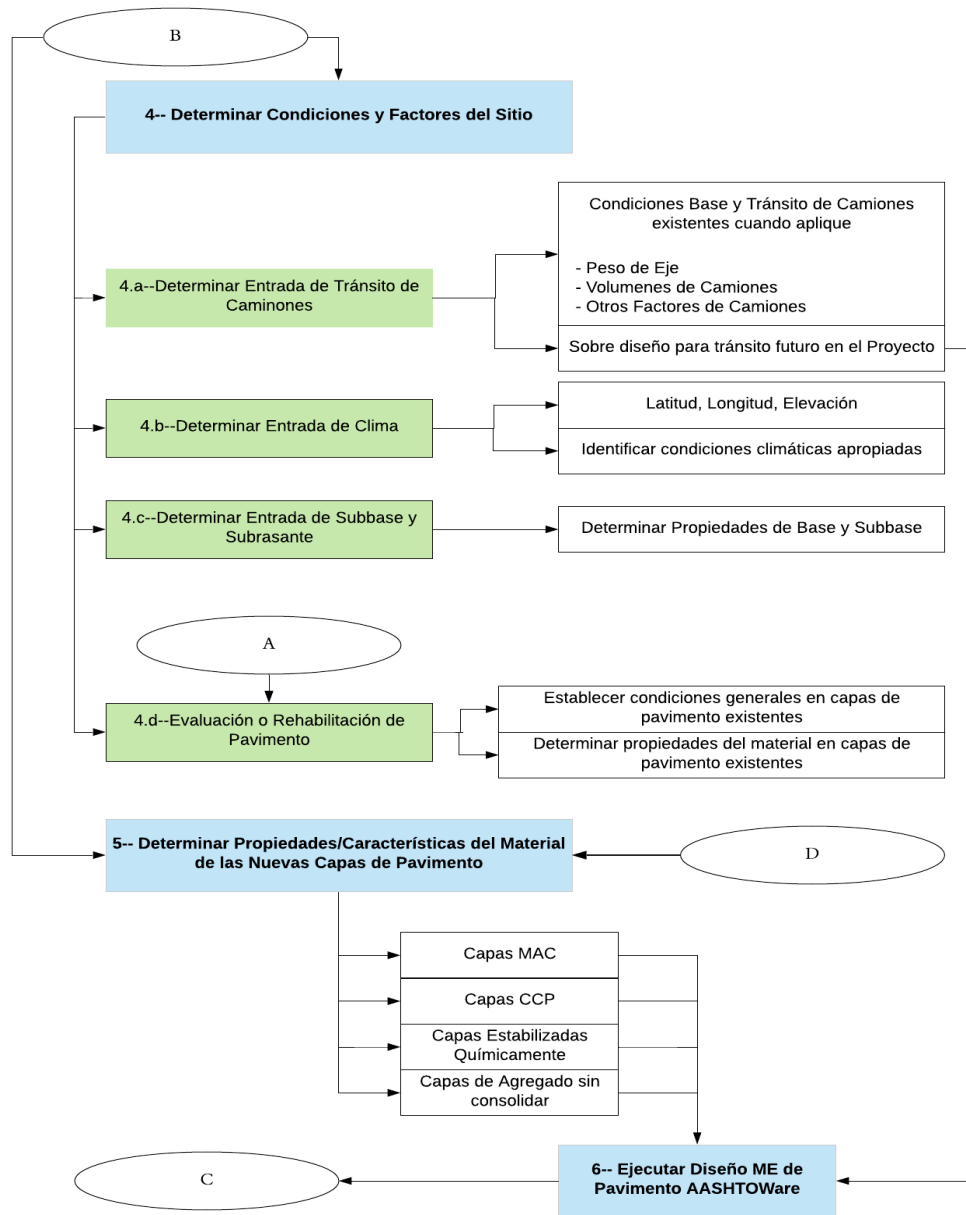 B
4-- Determinar Condiciones y Factores del Sitio
Condiciones Base y Tránsito de Camiones
existentes cuando aplique
- Peso de Eje
- Volumenes de Camiones
- Otros Factores de Camiones
4.a--Determinar Entrada de Tránsito de
Caminones
Sobre diseño para tránsito futuro en el Proyecto
Latitud, Longitud, Elevación
4.b--Determinar Entrada de Clima
Identificar condiciones climáticas apropiadas
4.c--Determinar Entrada de Subbase y
Subrasante
Determinar Propiedades de Base y Subbase
A
4.d--Evaluación o Rehabilitación de
Pavimento
Establecer condiciones generales en capas de
pavimento existentes
Determinar propiedades del material en capas de
pavimento existentes
5-- Determinar Propiedades/Características del Material
de las Nuevas Capas de Pavimento
D
Capas MAC
Capas CCP
Capas Estabilizadas
Químicamente
Capas de Agregado sin
consolidar
6-- Ejecutar Diseño ME de
Pavimento AASHTOWare
C